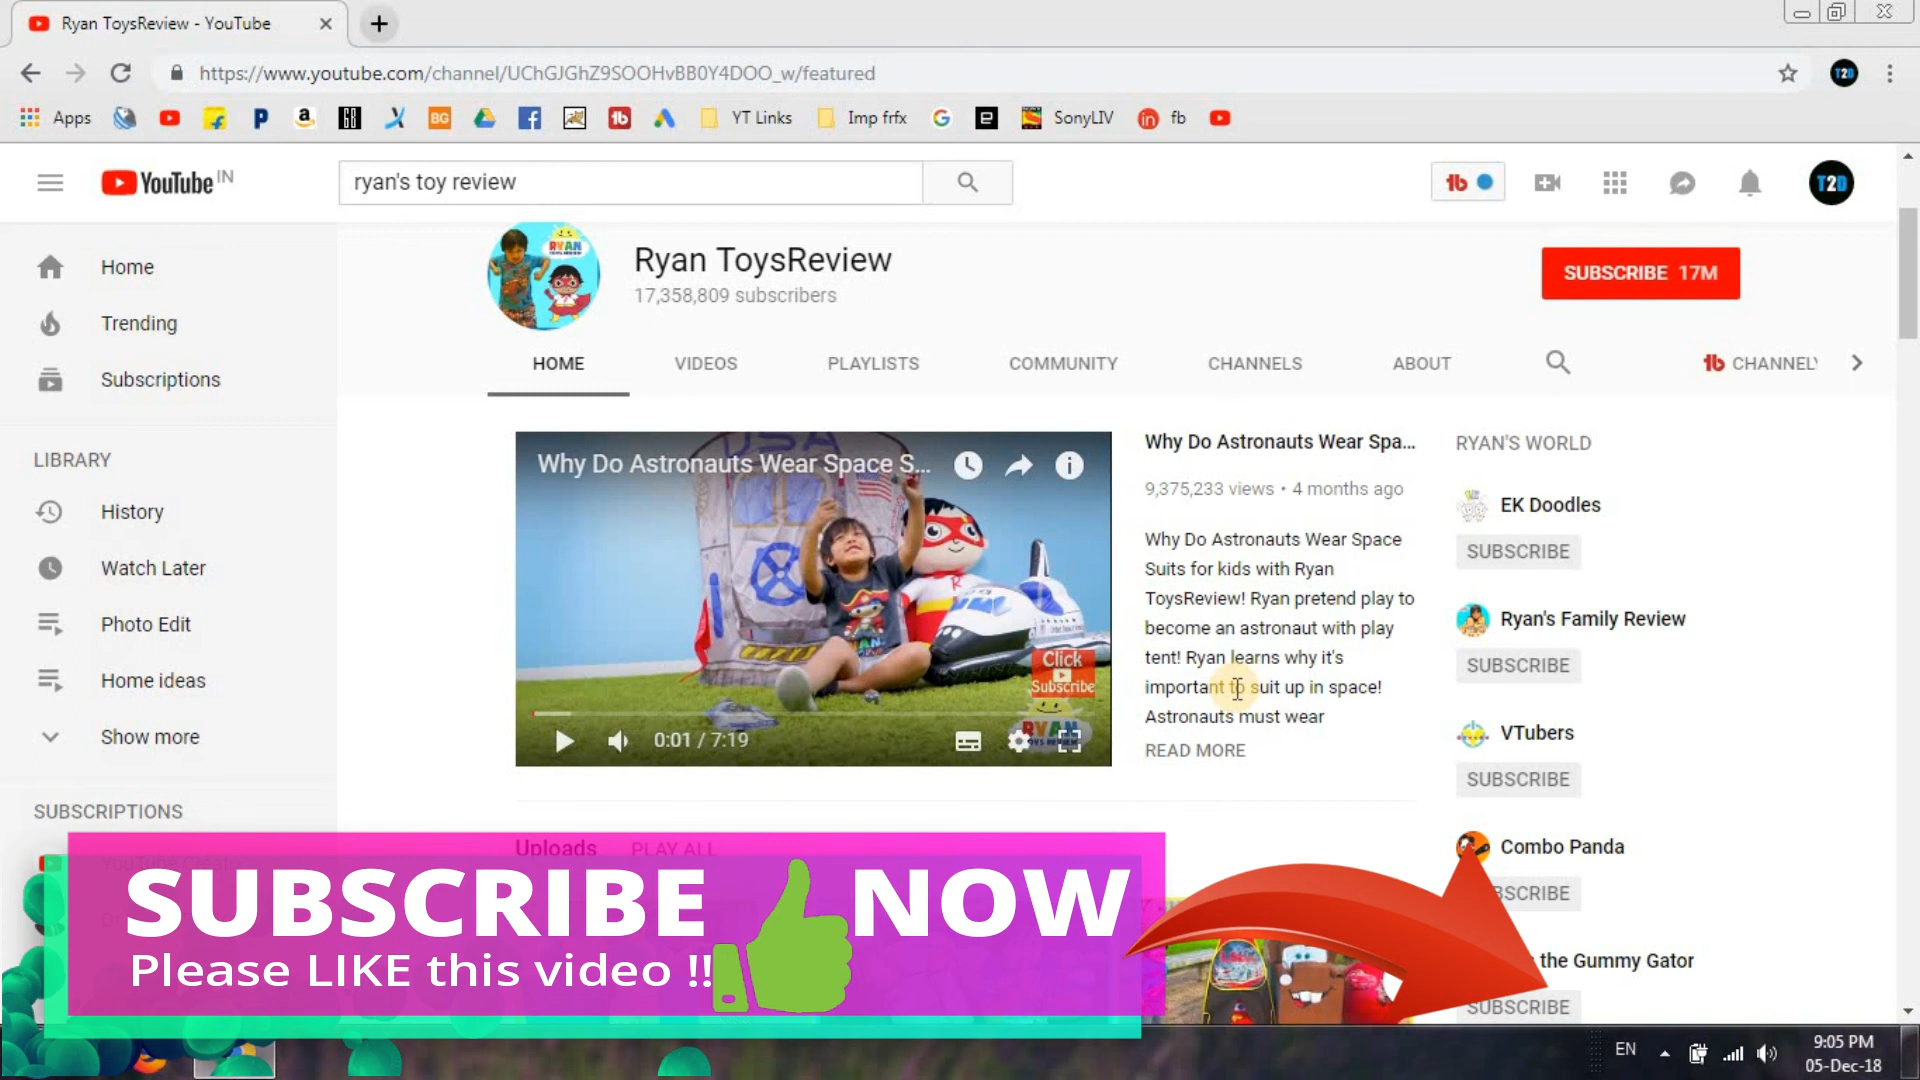 Ryan ToysReview - YouTube
https://www.youtube.com/channel/UChGJGhZ9SOOHvBB0Y4DOO_w/featured
T2D
Apps
BG
YT Links
Imp frfx
SonyLIV
fb
YouTube IN
ryan's toy review
T2D
Home
Trending
Subscriptions
LIBRARY
History
Watch Later
Photo Edit
Home ideas
Show more
SUBSCRIPTIONS
RYAN
Ryan ToysReview
17,358,809 subscribers
SUBSCRIBE 17M
HOME
VIDEOS
PLAYLISTS
COMMUNITY
CHANNELS
ABOUT
CHANNELY
USA
Why Do Astronauts Wear Space S...
Click
Subscribe
0:01 / 7:19
Why Do Astronauts Wear Spa...
9,375,233 views • 4 months ago
Why Do Astronauts Wear Space
Suits for kids with Ryan
ToysReview! Ryan pretend play to
become an astronaut with play
tent! Ryan learns why it's
important to suit up in space!
Astronauts must wear
READ MORE
RYAN'S WORLD
EK Doodles
SUBSCRIBE
Ryan's Family Review
SUBSCRIBE
VTubers
SUBSCRIBE
Combo Panda
SCRIBE
the Gummy Gator
SUBSCRIBE
Uploads
PLAY ALL
SUBSCRIBE NOW
Please LIKE this video !!
EN
9:05 PM
05-Dec-18